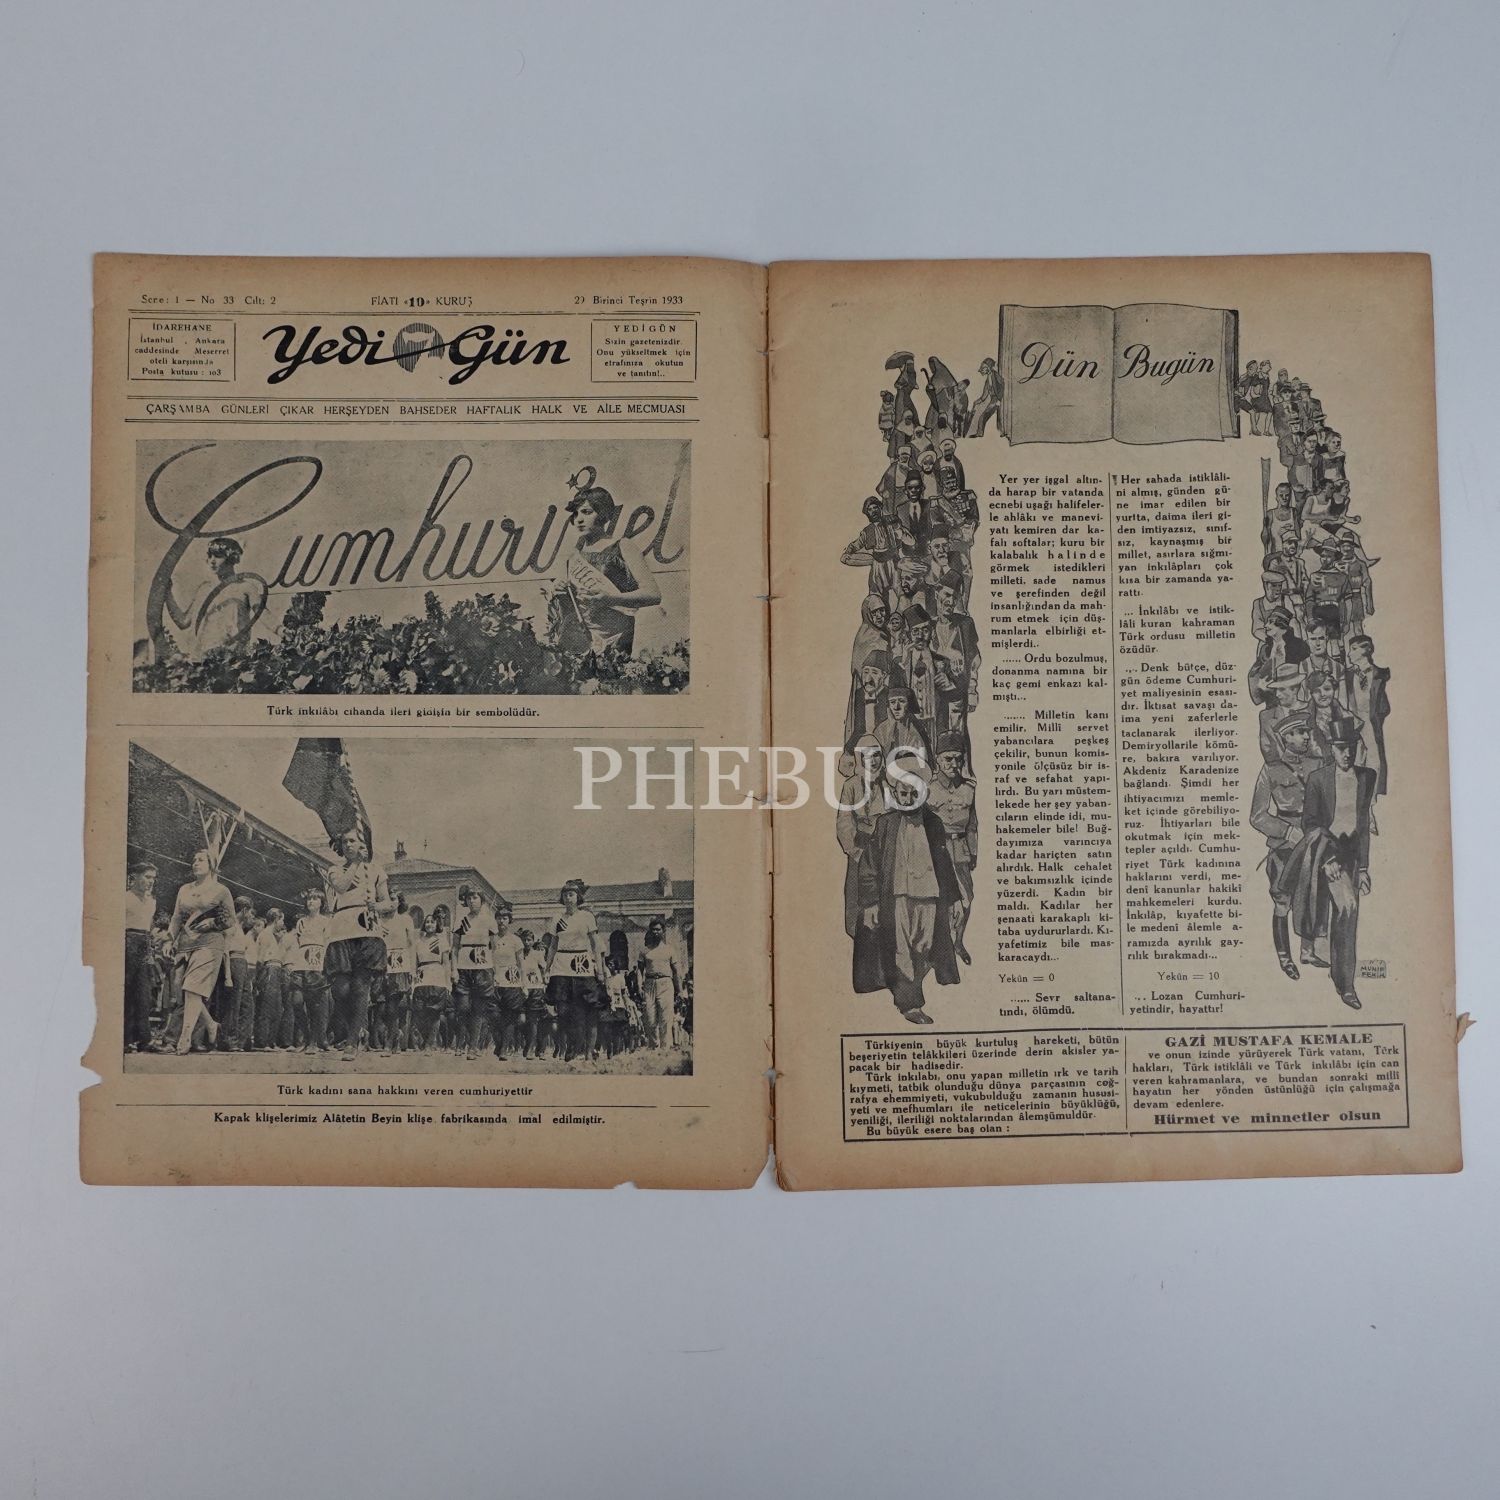 Sene: 1 — No 33 Cilt: 2
FİATI «10» KURUŞ
29 Birinci Teşrin 1933
İDAREHANE
İstanbul , Ankara
caddesinde Meserret
oteli karşısında
Posta kutusu : 103
Yedi Gün
YEDİGÜN
Sizin gazetenizdir.
Onu yükseltmek için
etrafınıza okutun
ve tanıtın!..
ÇARŞAMBA GÜNLERİ ÇIKAR HERŞEYDEN BAHSEDER HAFTALIK HALK VE AİLE MECMUASI
Cumhuriyet
Türk inkılâbı cihanda ileri gidişin bir sembolüdür.
Türk kadını sana hakkını veren cumhuriyettir
Kapak klişelerimiz Alâtetin Beyin klişe fabrikasında imal edilmiştir.
PHEBUS
Dün Bugün
Yer yer işgal altın-
da harap bir vatanda
ecnebi uşağı halifeler-
le ahlâkı ve manevi-
yatı kemiren dar ka-
falı softalar; kuru bir
kalabalık halinde
görmek istedikleri
milleti, sade namus
ve şerefinden değil
insanlığından da mah-
rum etmek için düş-
manlarla elbirliği et-
mişlerdi..
...... Ordu bozulmuş,
donanma namına bir
kaç gemi enkazı kal-
mıştı...
....... Milletin kanı
emilir, Millî servet
yabancılara peşkeş
çekilir, bunun komis-
yonile ölçüsüz bir is-
raf ve sefahat yapı-
lırdı. Bu yarı müstem-
lekede her şey yaban-
cıların elinde idi, mu-
hakemeler bile! Buğ-
dayımıza varıncıya
kadar hariçten satın
alırdık. Halk cehalet
ve bakımsızlık içinde
yüzerdi. Kadın bir
maldı. Kadılar her
şenaati karakaplı ki-
taba uydururlardı. Kı-
yafetimiz bile mas-
karacaydı...
Yekûn = 0
...... Sevr saltana-
tındı, ölümdü.
Her sahada istiklâli-
ni almış, günden gü-
ne imar edilen bir
yurtta, daima ileri gi-
den imtiyazsız, sınıf-
sız, kaynaşmış bir
millet, asırlara sığmı-
yan inkılâpları çok
kısa bir zamanda ya-
rattı.
... İnkılâbı ve istik-
lâli kuran kahraman
Türk ordusu milletin
özüdür.
... Denk bütçe, düz-
gün ödeme Cumhuri-
yet maliyesinin esası-
dır. İktısat savaşı da-
ima yeni zaferlerle
taclanarak ilerliyor.
Demiryollarile kömü-
re, bakıra varılıyor.
Akdeniz Karadenize
bağlandı. Şimdi her
ihtiyacımızı memle-
ket içinde görebiliyo-
ruz. İhtiyarları bile
okutmak için mek-
tepler açıldı. Cumhu-
riyet Türk kadınına
haklarını verdi, me-
denî kanunlar hakikî
mahkemeleri kurdu.
İnkılâp, kıyafette bi-
le medenî âlemle a-
ramızda ayrılık gay-
rılık bırakmadı...
Yekûn = 10
... Lozan Cumhuri-
yetindir, hayattır!
MUNİF
FEHİM
Türkiyenin büyük kurtuluş hareketi, bütün
beşeriyetin telâkkileri üzerinde derin akisler ya-
pacak bir hadisedir.
Türk inkılabı, onu yapan milletin ırk ve tarih
kıymeti, tatbik olunduğu dünya parçasının coğ-
rafya ehemmiyeti, vukubulduğu zamanın hususi-
yeti ve mefhumları ile neticelerinin büyüklüğü,
yeniliği, ileriliği noktalarından âlemşümuldür.
Bu büyük esere baş olan :
GAZİ MUSTAFA KEMALE
ve onun izinde yürüyerek Türk vatanı, Türk
hakları, Türk istiklâli ve Türk inkılâbı için can
veren kahramanlara, ve bundan sonraki millî
hayatın her yönden üstünlüğü için çalışmağa
devam edenlere.
Hürmet ve minnetler olsun